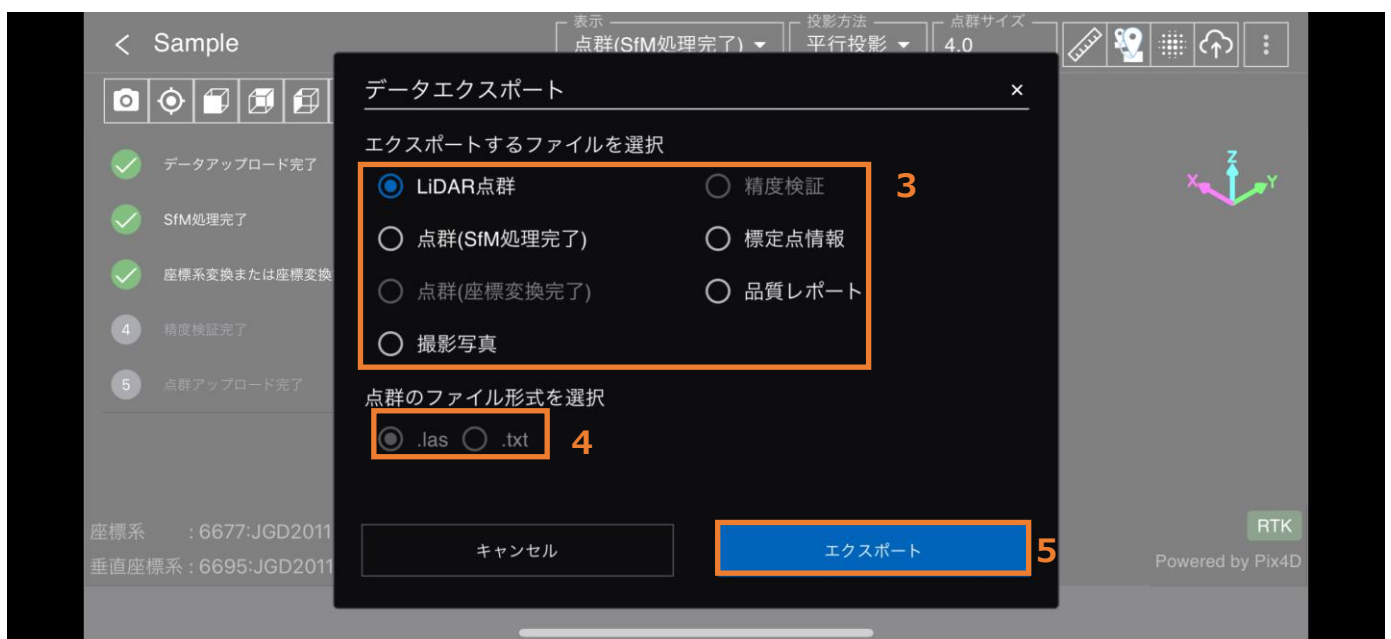 Sample
表示
点群(SfM処理完了)
投影方法
平行投影
点群サイズ
4.0
データエクスポート
×
エクスポートするファイルを選択
LiDAR点群
精度検証
3
点群(SfM処理完了)
標定点情報
点群(座標変換完了)
品質レポート
撮影写真
点群のファイル形式を選択
.las
.txt
4
キャンセル
エクスポート
5
データアップロード完了
SfM処理完了
座標系変換または座標変換
4 精度検証完了
5 点群アップロード完了
座標系 : 6677:JGD2011
垂直座標系 : 6695:JGD2011
Z
X
Y
RTK
Powered by Pix4D